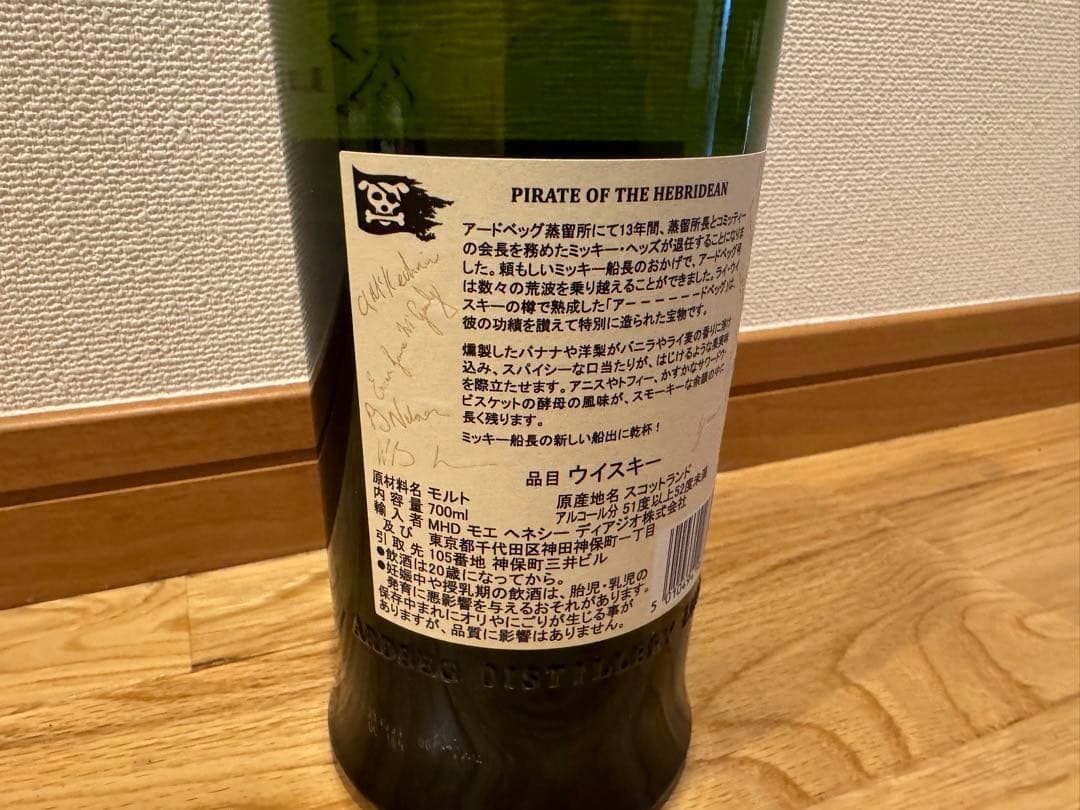 PIRATE OF THE HEBRIDEAN
アードベッグ蒸留所にて13年間、蒸留所長とコミッティー
の会長を務めたミッキー・ヘッズが退任することになりま
した。頼もしいミッキー船長のおかげで、アードベッグ号
は数々の荒波を乗り越えることができました。ライ・ウイ
スキーの樽で熟成した「アーーーーーーードベッグ」は、
彼の功績を讃えて特別に造られた宝物です。
燻製したバナナや洋梨がバニラやライ麦の香りに溶け
込み、スパイシーな口当たりが、はじけるような果実味
を際立たせます。アニスやトフィー、かすかなサワードウ・
ビスケットの酵母の風味が、スモーキーな余韻の中に
長く残ります。
ミッキー船長の新しい船出に乾杯！
品目 ウイスキー
原材料名 モルト
原産地名 スコットランド
内容量 700ml
アルコール分 51度以上52度未満
輸入者 MHD モエ ヘネシー ディアジオ株式会社
及び 東京都千代田区神田神保町一丁目
引取先 105番地 神保町三井ビル
●飲酒は20歳になってから。
●妊娠中や授乳期の飲酒は、胎児・乳児の
発育に悪影響を与えるおそれがあります。
保存中まれにオリやにごりが生じる事が
ありますが、品質に影響はありません。
ARDBEG DISTILLERY